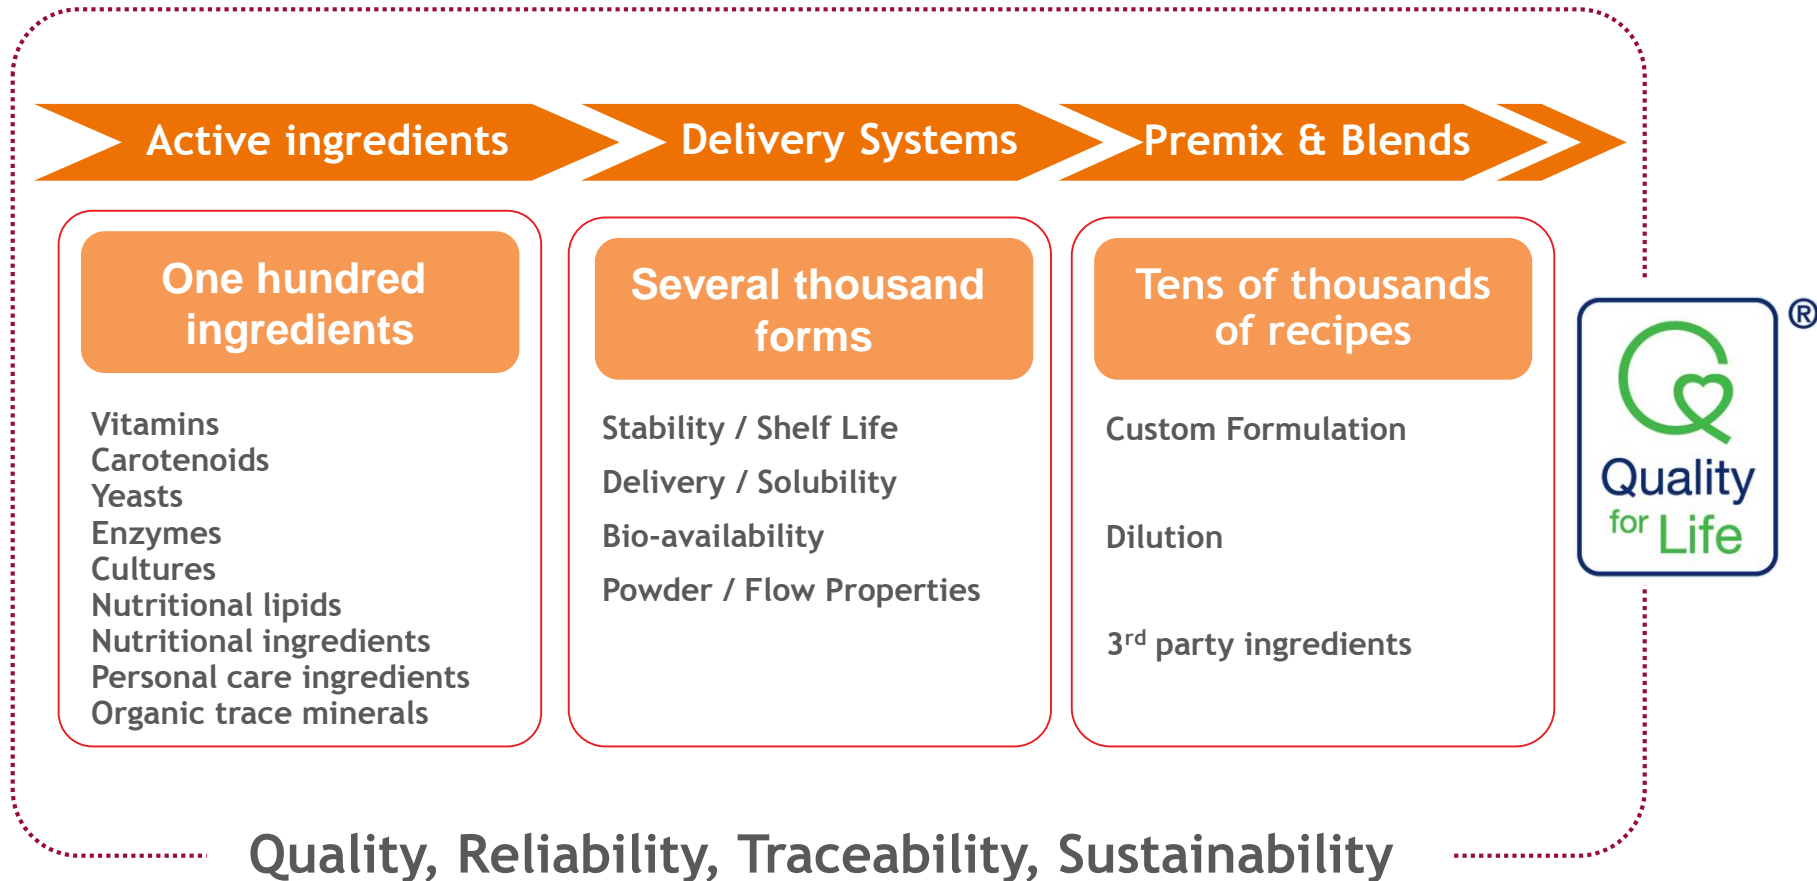 Active ingredients
Delivery Systems
Premix & Blends
One hundred
ingredients
Vitamins
Carotenoids
Yeasts
Enzymes
Cultures
Nutritional lipids
Nutritional ingredients
Personal care ingredients
Organic trace minerals
Several thousand
forms
Stability / Shelf Life
Delivery / Solubility
Bio-availability
Powder / Flow Properties
Tens of thousands
of recipes
Custom Formulation
Dilution
3rd party ingredients
®
Quality
for Life
Quality, Reliability, Traceability, Sustainability